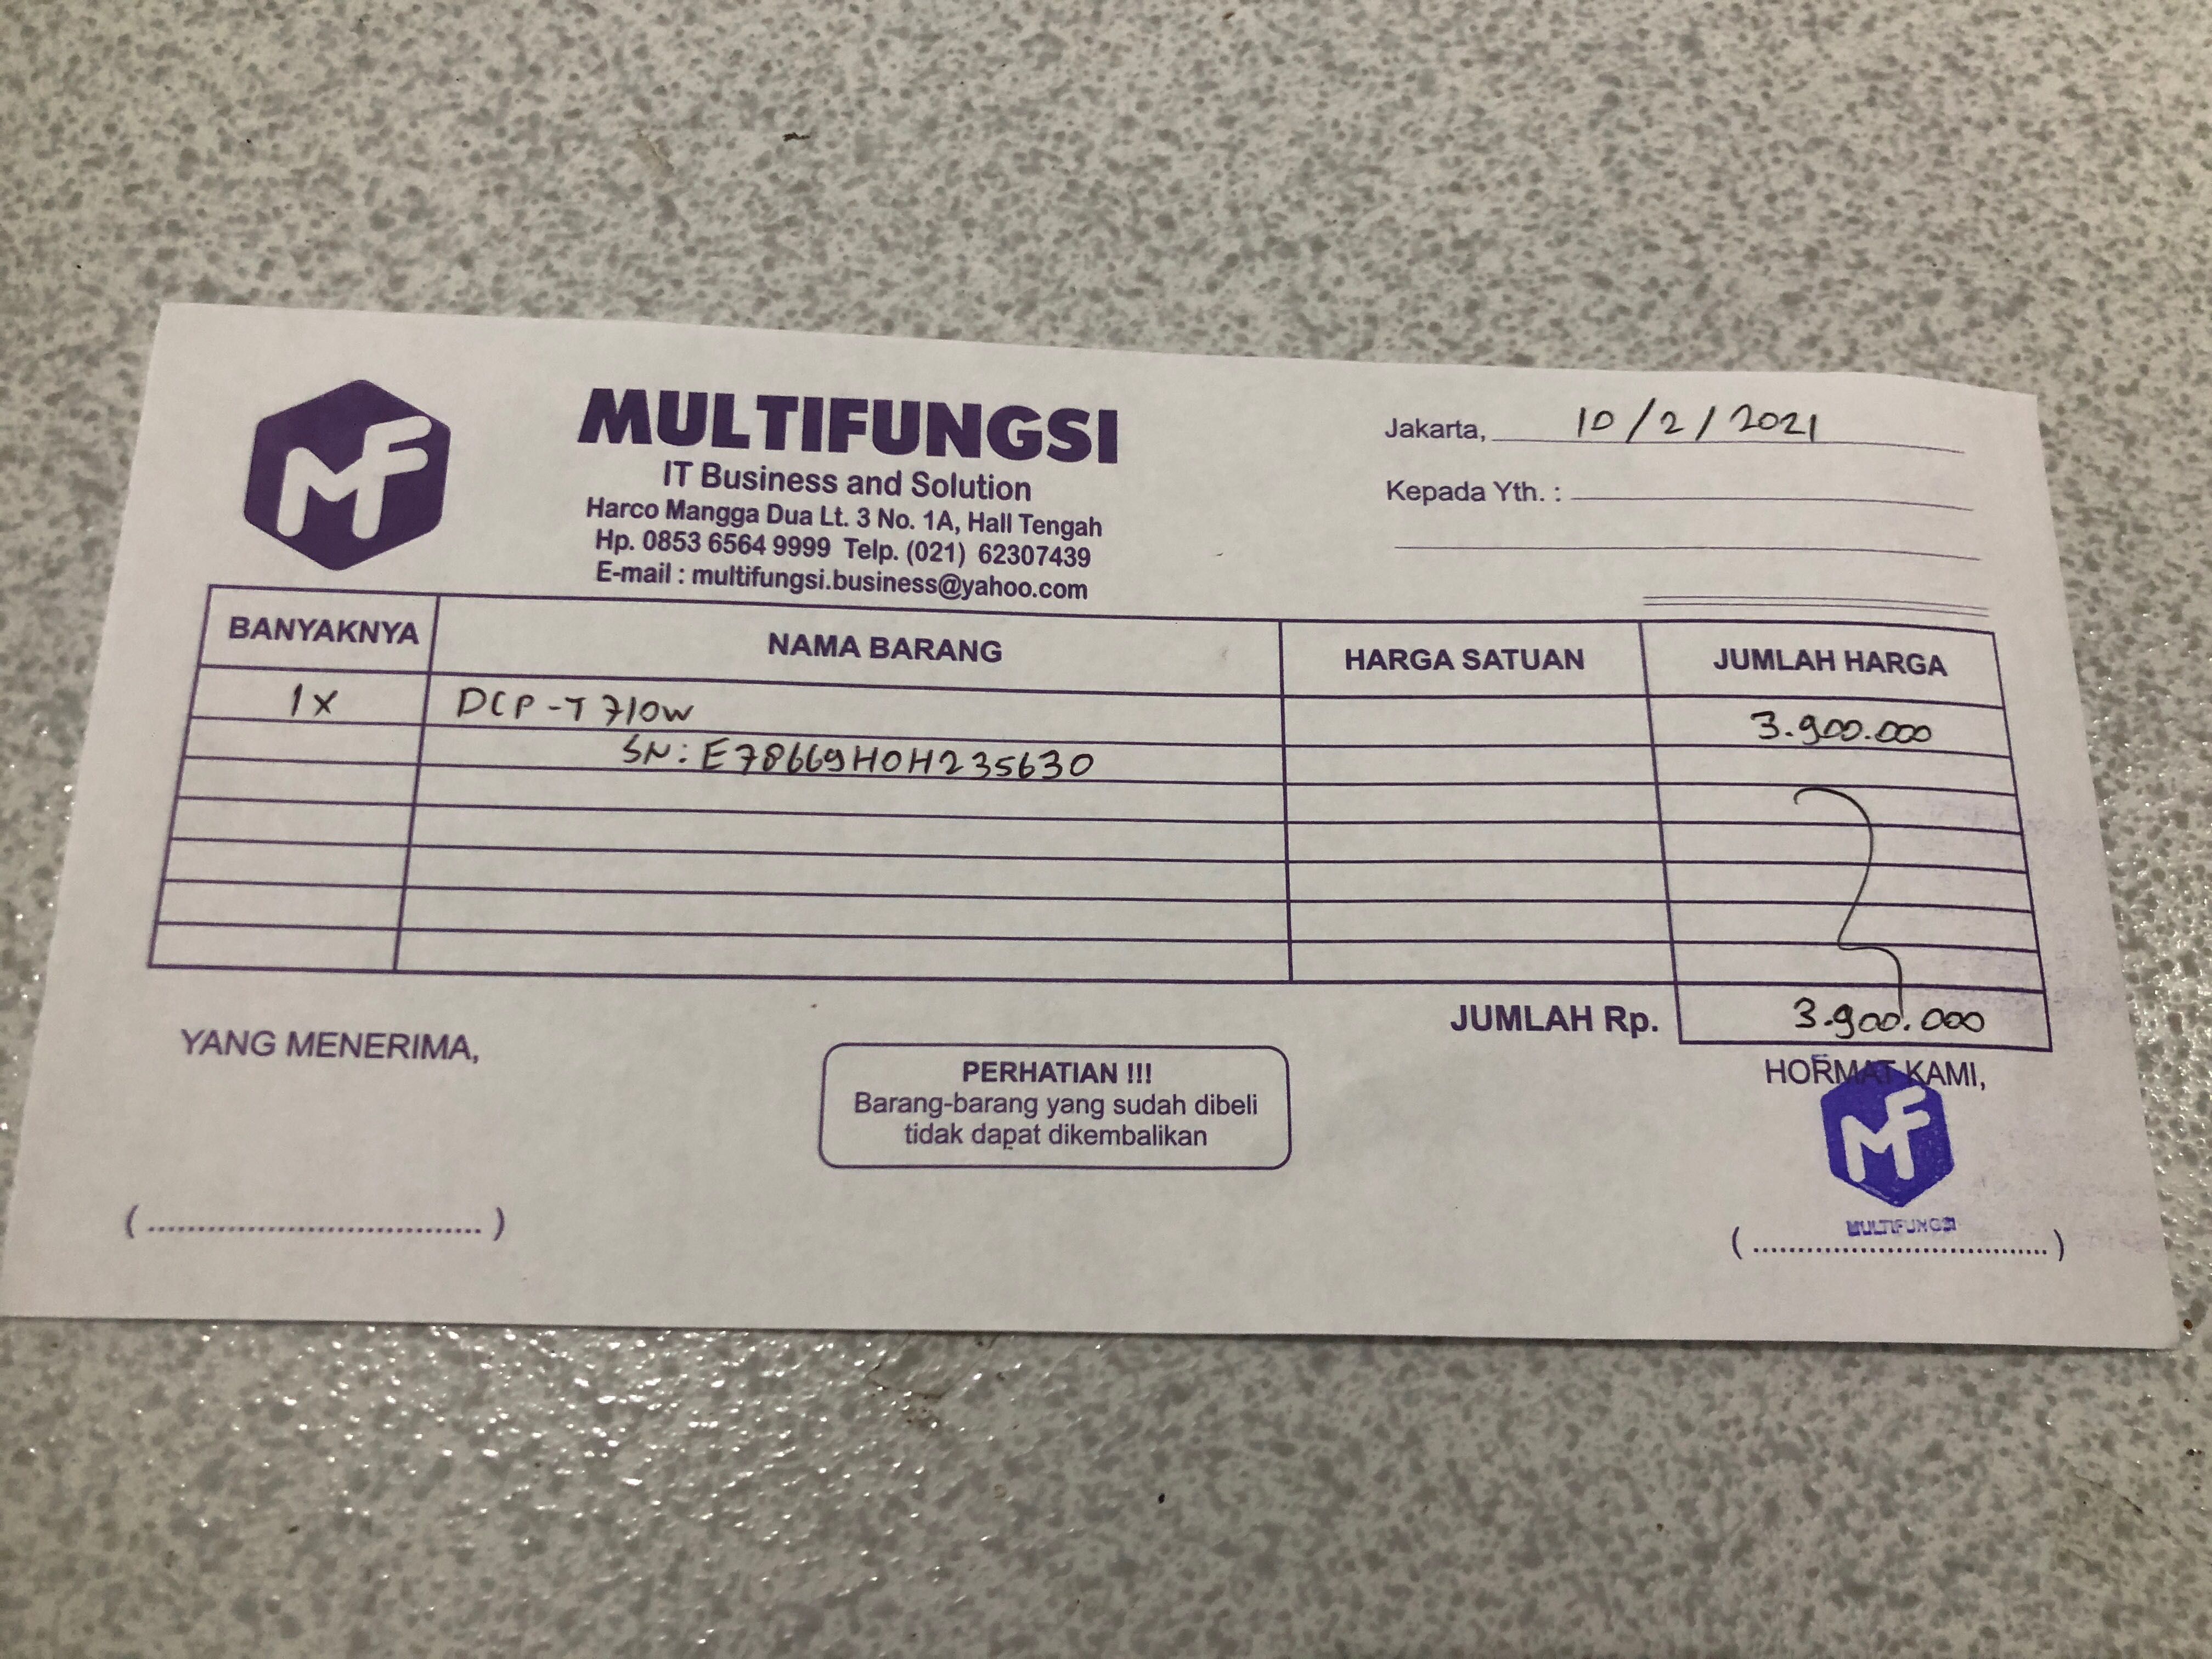 MF
MULTIFUNGSI
IT Business and Solution
Harco Mangga Dua Lt. 3 No. 1A, Hall Tengah
Hp. 0853 6564 9999 Telp. (021) 62307439
E-mail : multifungsi.business@yahoo.com
Jakarta, 10/2/2021
Kepada Yth. :
BANYAKNYA NAMA BARANG HARGA SATUAN JUMLAH HARGA
1x DCP-T710W 3.900.000
SN: E78669H0H235630
JUMLAH Rp. 3.900.000
YANG MENERIMA,
PERHATIAN !!!
Barang-barang yang sudah dibeli
tidak dapat dikembalikan
HORMAT KAMI,
MF
MULTIFUNGSI
(................................) (................................)